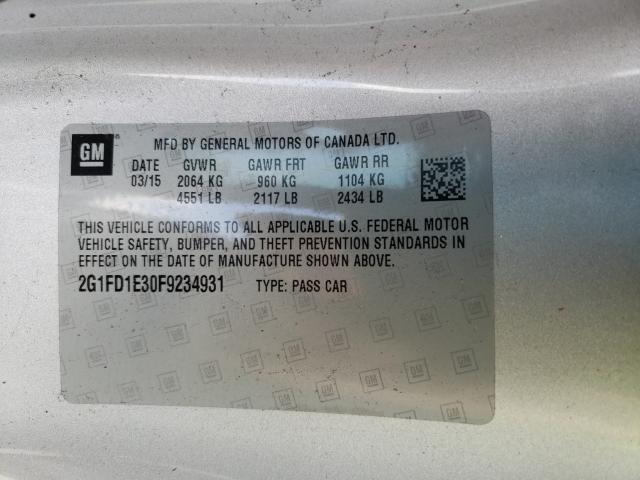 GM
MFD BY GENERAL MOTORS OF CANADA LTD.
DATE GVWR GAWR FRT GAWR RR
03/15 2064 KG 960 KG 1104 KG
4551 LB 2117 LB 2434 LB
THIS VEHICLE CONFORMS TO ALL APPLICABLE U.S. FEDERAL MOTOR
VEHICLE SAFETY, BUMPER, AND THEFT PREVENTION STANDARDS IN
EFFECT ON THE DATE OF MANUFACTURE SHOWN ABOVE.
2G1FD1E30F9234931 TYPE: PASS CAR